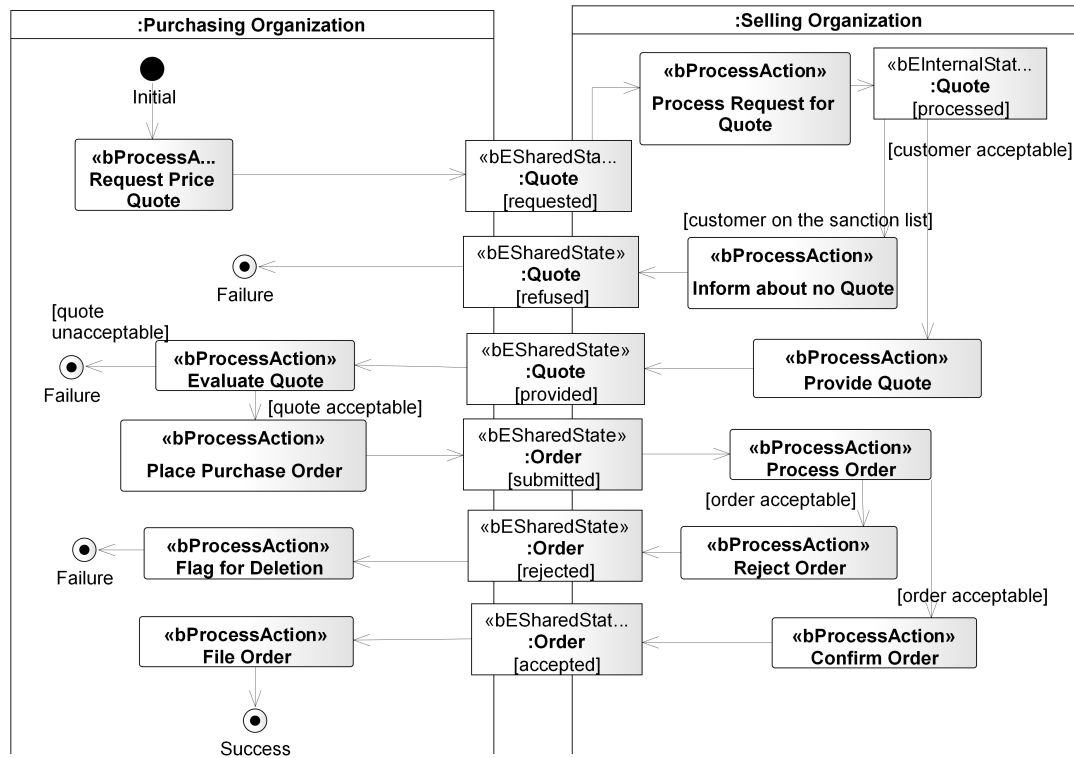 :Purchasing Organization
:Selling Organization
Initial
«bProcessA...
Request Price
Quote
«bESharedSta...
:Quote
[requested]
«bProcessAction»
Process Request for
Quote
«bEInternalStat...
:Quote
[processed]
[customer acceptable]
[customer on the sanction list]
«bProcessAction»
Inform about no Quote
«bESharedState»
:Quote
[refused]
Failure
[quote
unacceptable]
«bProcessAction»
Evaluate Quote
Failure
«bESharedState»
:Quote
[provided]
«bProcessAction»
Provide Quote
[quote acceptable]
«bProcessAction»
Place Purchase Order
«bESharedState»
:Order
[submitted]
«bProcessAction»
Process Order
[order acceptable]
«bProcessAction»
Reject Order
«bESharedState»
:Order
[rejected]
«bProcessAction»
Flag for Deletion
Failure
[order acceptable]
«bProcessAction»
Confirm Order
«bESharedStat...
:Order
[accepted]
«bProcessAction»
File Order
Success